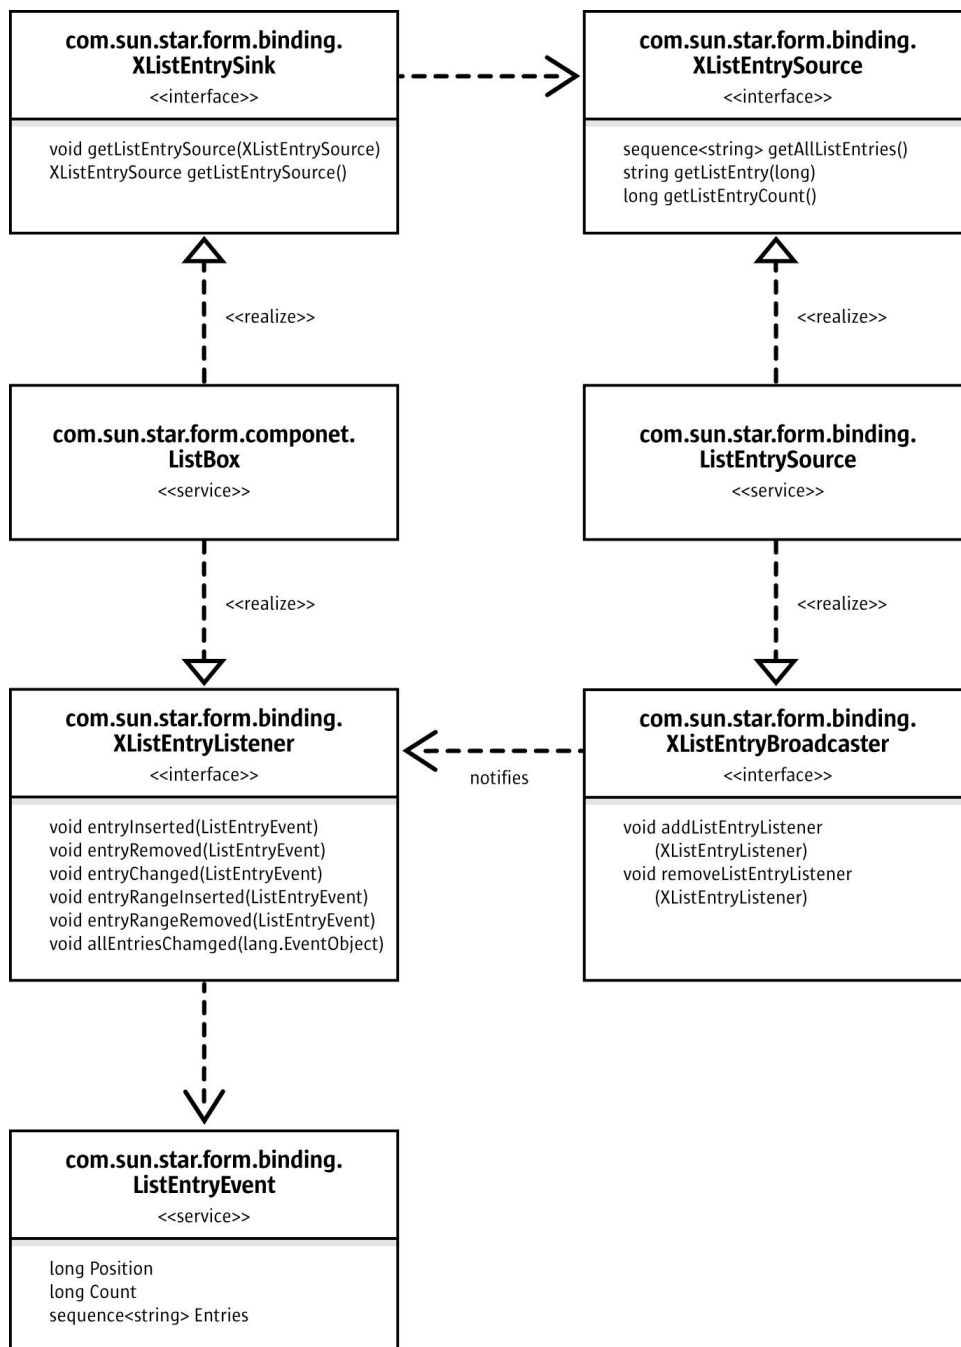 com.sun.star.form.binding.
XListEntrySink
<<interface>>
void getListEntrySource(XListEntrySource)
XListEntrySource getListEntrySource()
com.sun.star.form.binding.
XListEntrySource
<<interface>>
sequence<string> getAllListEntries()
string getListEntry(long)
long getListEntryCount()
<<realize>>
<<realize>>
com.sun.star.form.componet.
ListBox
<<service>>
com.sun.star.form.binding.
ListEntrySource
<<service>>
<<realize>>
<<realize>>
com.sun.star.form.binding.
XListEntryListener
<<interface>>
void entryInserted(ListEntryEvent)
void entryRemoved(ListEntryEvent)
void entryChanged(ListEntryEvent)
void entryRangeInserted(ListEntryEvent)
void entryRangeRemoved(ListEntryEvent)
void allEntriesChamged(lang.EventObject)
notifies
com.sun.star.form.binding.
XListEntryBroadcaster
<<interface>>
void addListEntryListener
(XListEntryListener)
void removeListEntryListener
(XListEntryListener)
com.sun.star.form.binding.
ListEntryEvent
<<service>>
long Position
long Count
sequence<string> Entries